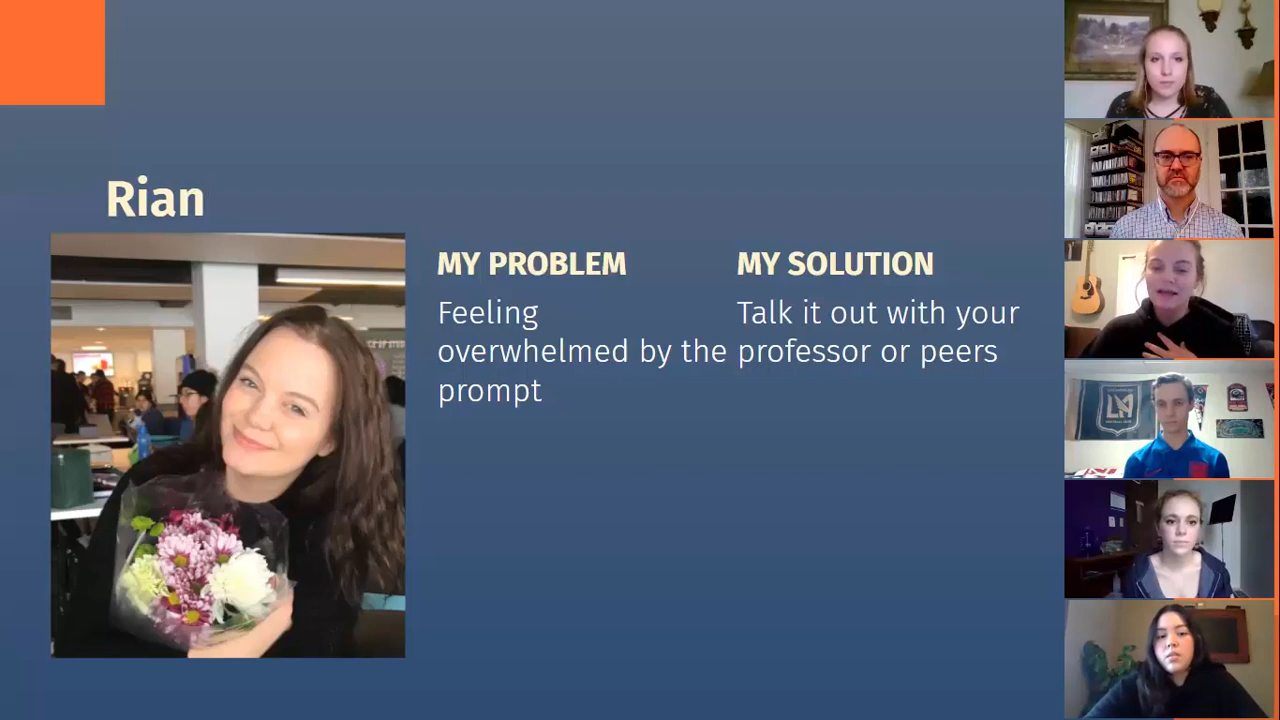 Rian
MY PROBLEM
Feeling
overwhelmed by the
prompt
MY SOLUTION
Talk it out with your
professor or peers